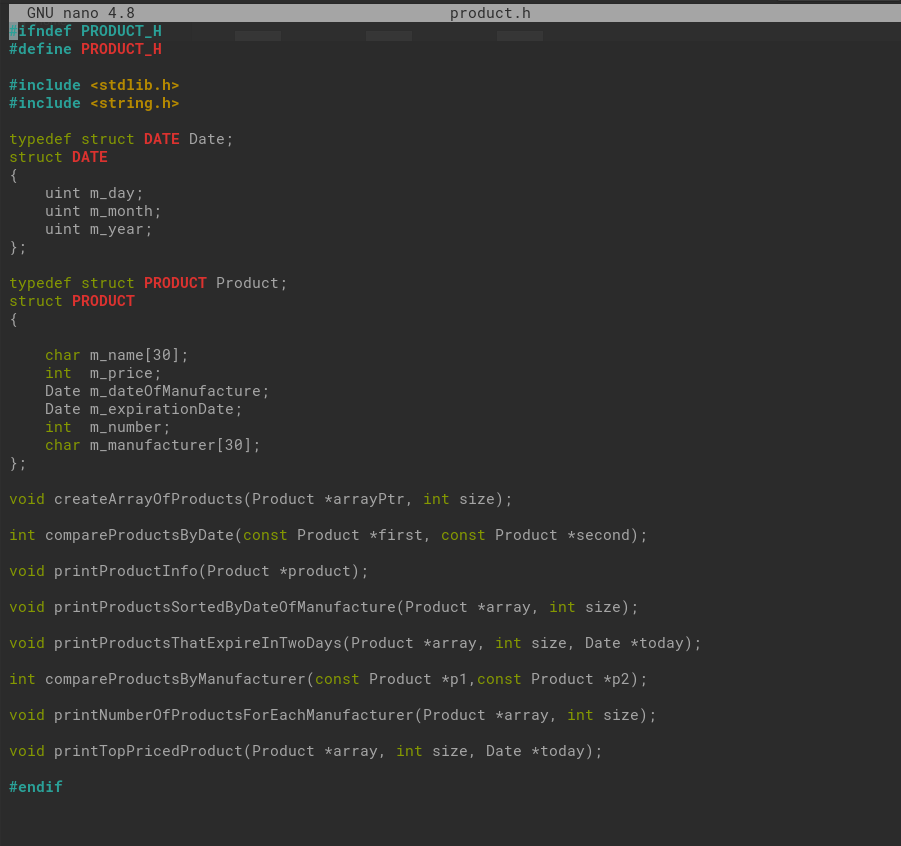 GNU nano 4.8 product.h
#ifndef PRODUCT_H
#define PRODUCT_H
#include <stdlib.h>
#include <string.h>
typedef struct DATE Date;
struct DATE
{
    uint m_day;
    uint m_month;
    uint m_year;
};
typedef struct PRODUCT Product;
struct PRODUCT
{
    char m_name[30];
    int  m_price;
    Date m_dateOfManufacture;
    Date m_expirationDate;
    int  m_number;
    char m_manufacturer[30];
};
void createArrayOfProducts(Product *arrayPtr, int size);
int compareProductsByDate(const Product *first, const Product *second);
void printProductInfo(Product *product);
void printProductsSortedByDateOfManufacture(Product *array, int size);
void printProductsThatExpireInTwoDays(Product *array, int size, Date *today);
int compareProductsByManufacturer(const Product *p1,const Product *p2);
void printNumberOfProductsForEachManufacturer(Product *array, int size);
void printTopPricedProduct(Product *array, int size, Date *today);
#endif